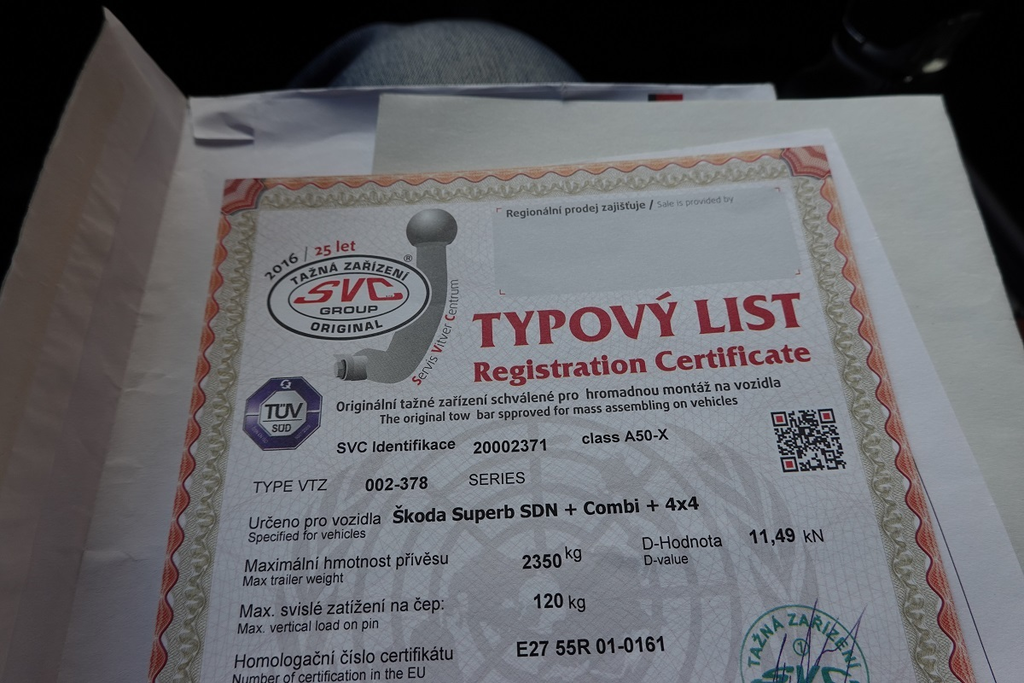 Regionální prodej zajišťuje / Sale is provided by
2016 / 25 let
TAŽNÁ ZAŘÍZENÍ
®
SVC
GROUP
ORIGINAL
Servis Vitver Centrum
TYPOVÝ LIST
Registration Certificate
TÜV
SÜD
Originální tažné zařízení schválené pro hromadnou montáž na vozidla
The original tow bar spproved for mass assembling on vehicles
SVC Identifikace 20002371 class A50-X
TYPE VTZ 002-378 SERIES
Určeno pro vozidla Škoda Superb SDN + Combi + 4x4
Specified for vehicles
Maximální hmotnost přívěsu 2350 kg D-Hodnota 11,49 kN
Max trailer weight D-value
Max. svislé zatížení na čep: 120 kg
Max. vertical load on pin
Homologační číslo certifikátu E27 55R 01-0161
Number of certification in the EU
TAŽNÁ ZAŘÍZENÍ
1
SVC